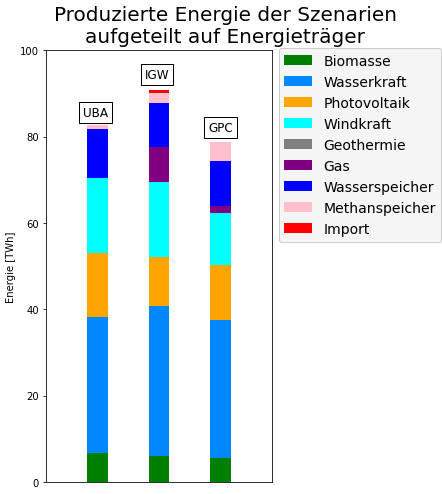 Produzierte Energie der Szenarien
aufgeteilt auf Energieträger
Energie [TWh]
100
80
60
40
20
0
UBA
IGW
GPC
Biomasse
Wasserkraft
Photovoltaik
Windkraft
Geothermie
Gas
Wasserspeicher
Methanspeicher
Import